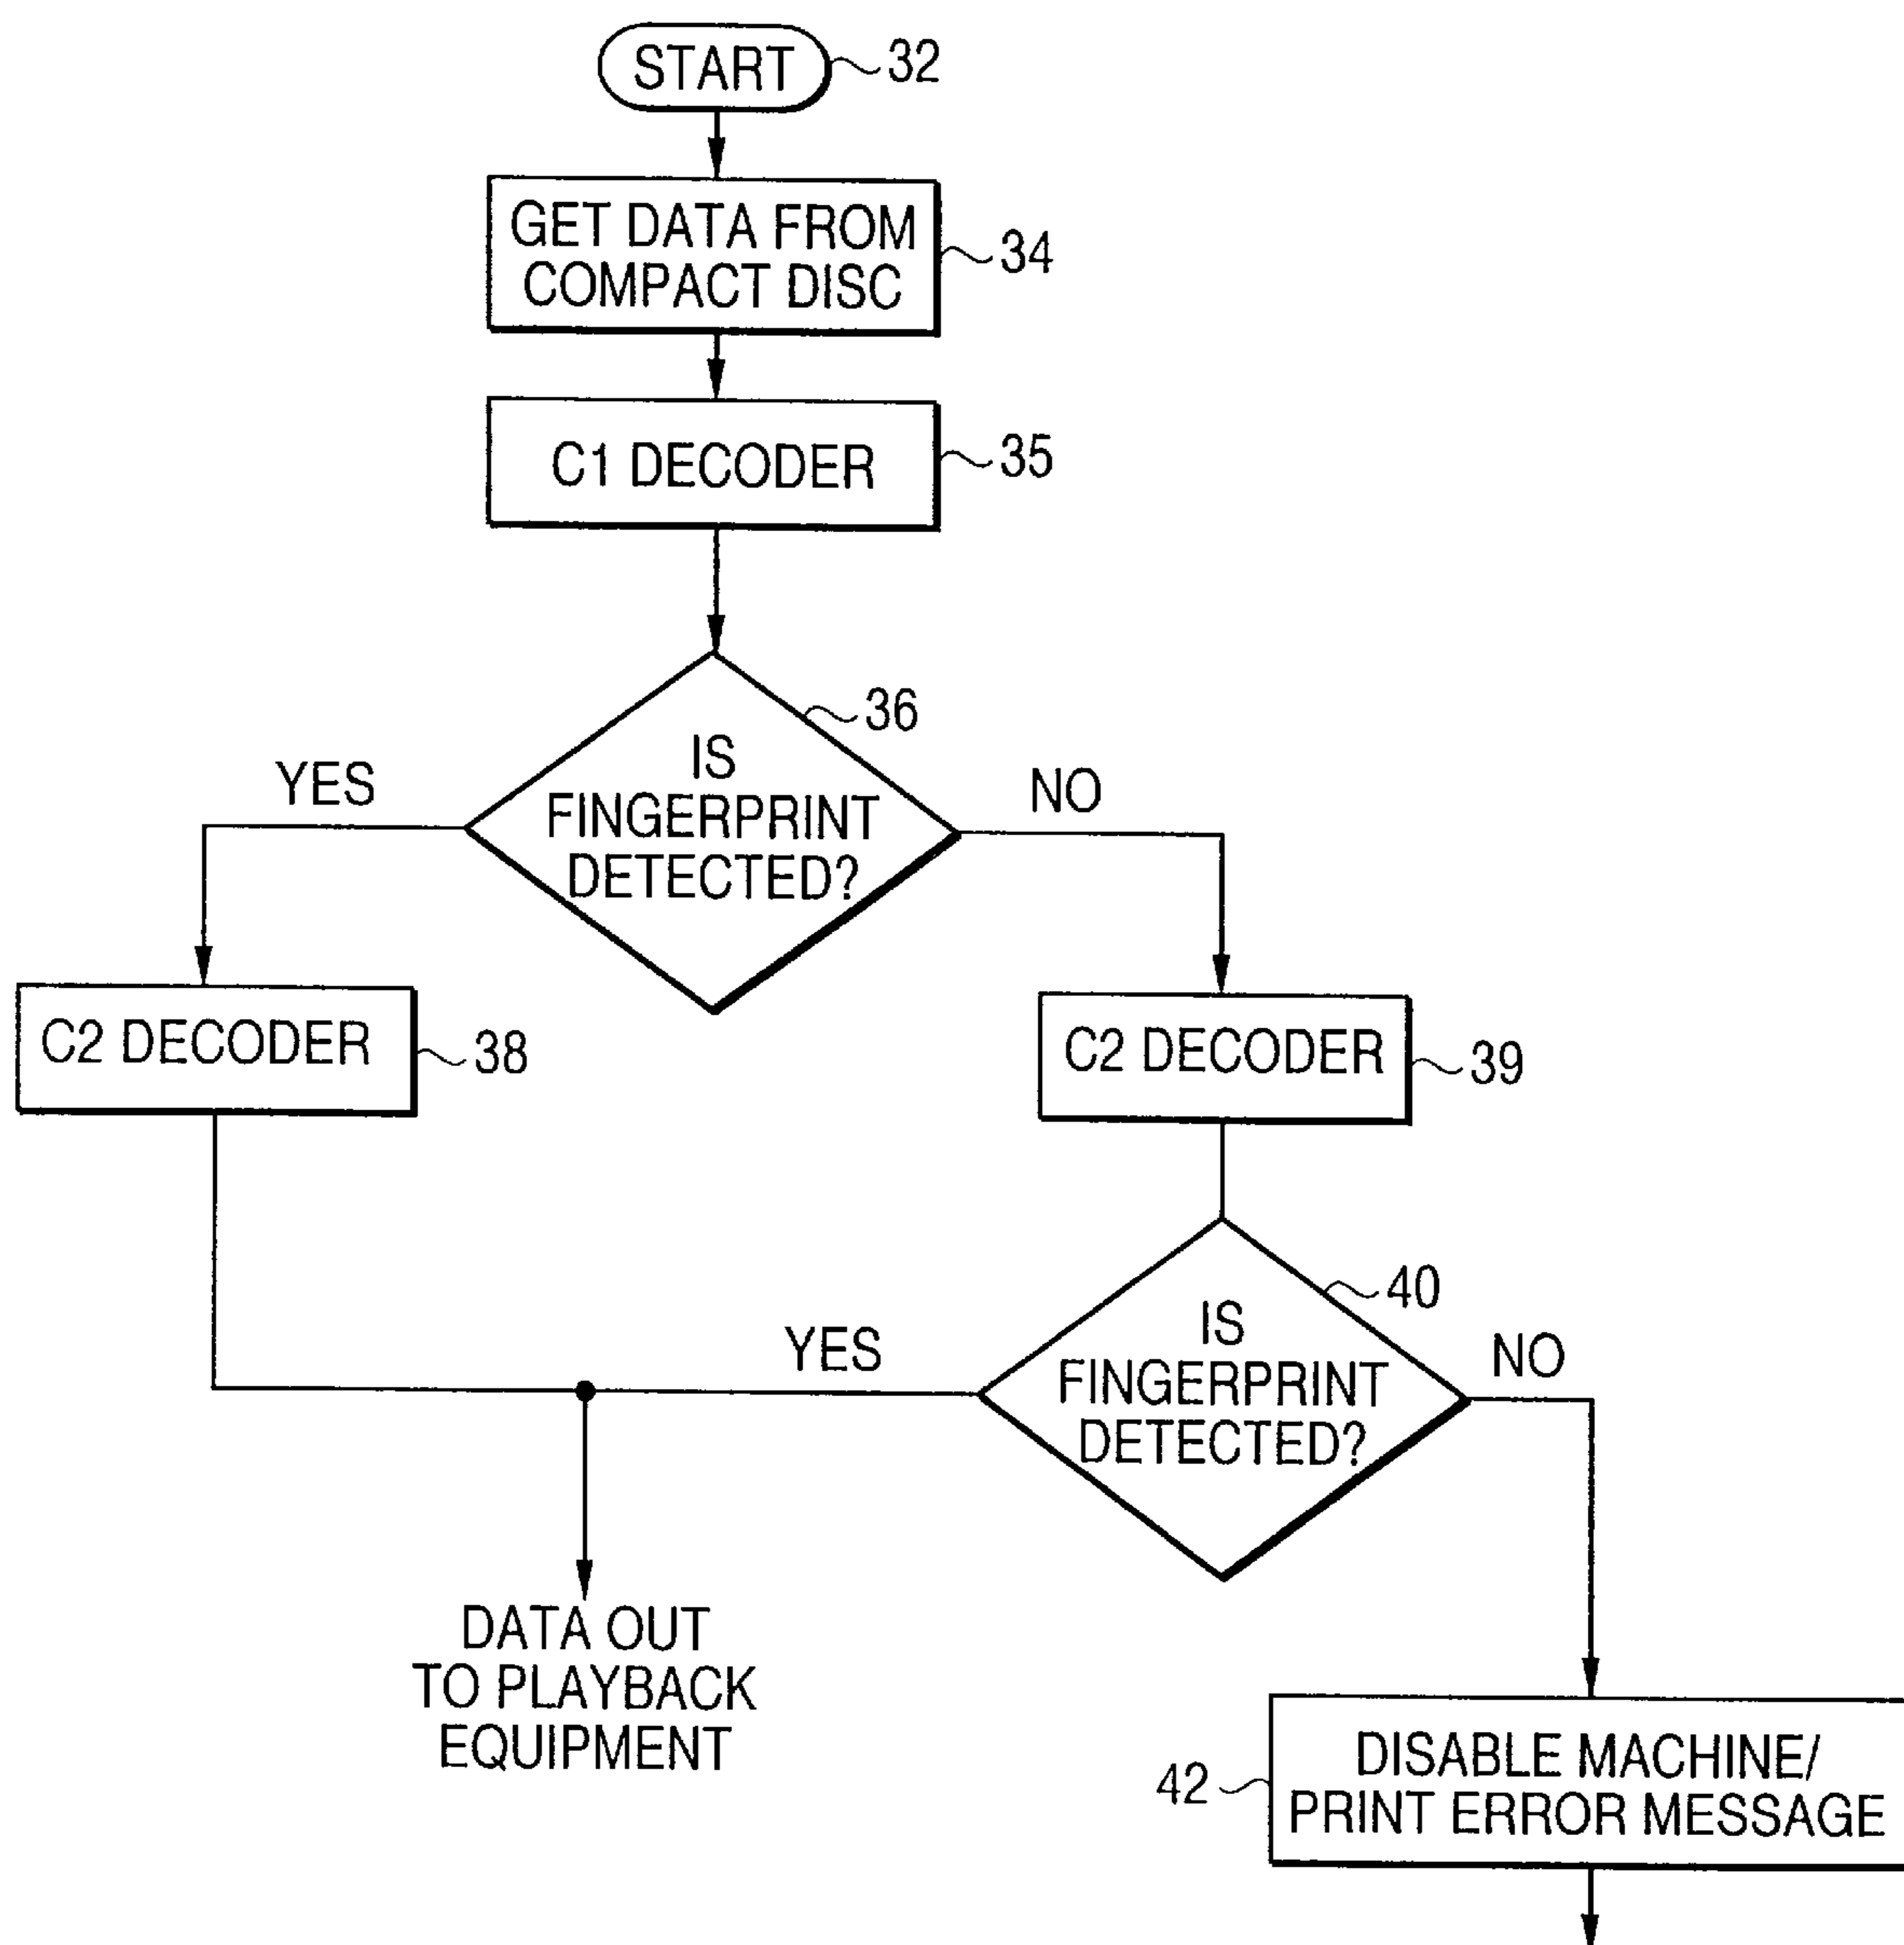 START
32
GET DATA FROM
COMPACT DISC
34
C1 DECODER
35
36
IS
FINGERPRINT
DETECTED?
YES
NO
C2 DECODER
38
C2 DECODER
39
40
IS
FINGERPRINT
DETECTED?
YES
NO
DATA OUT
TO PLAYBACK
EQUIPMENT
42
DISABLE MACHINE/
PRINT ERROR MESSAGE